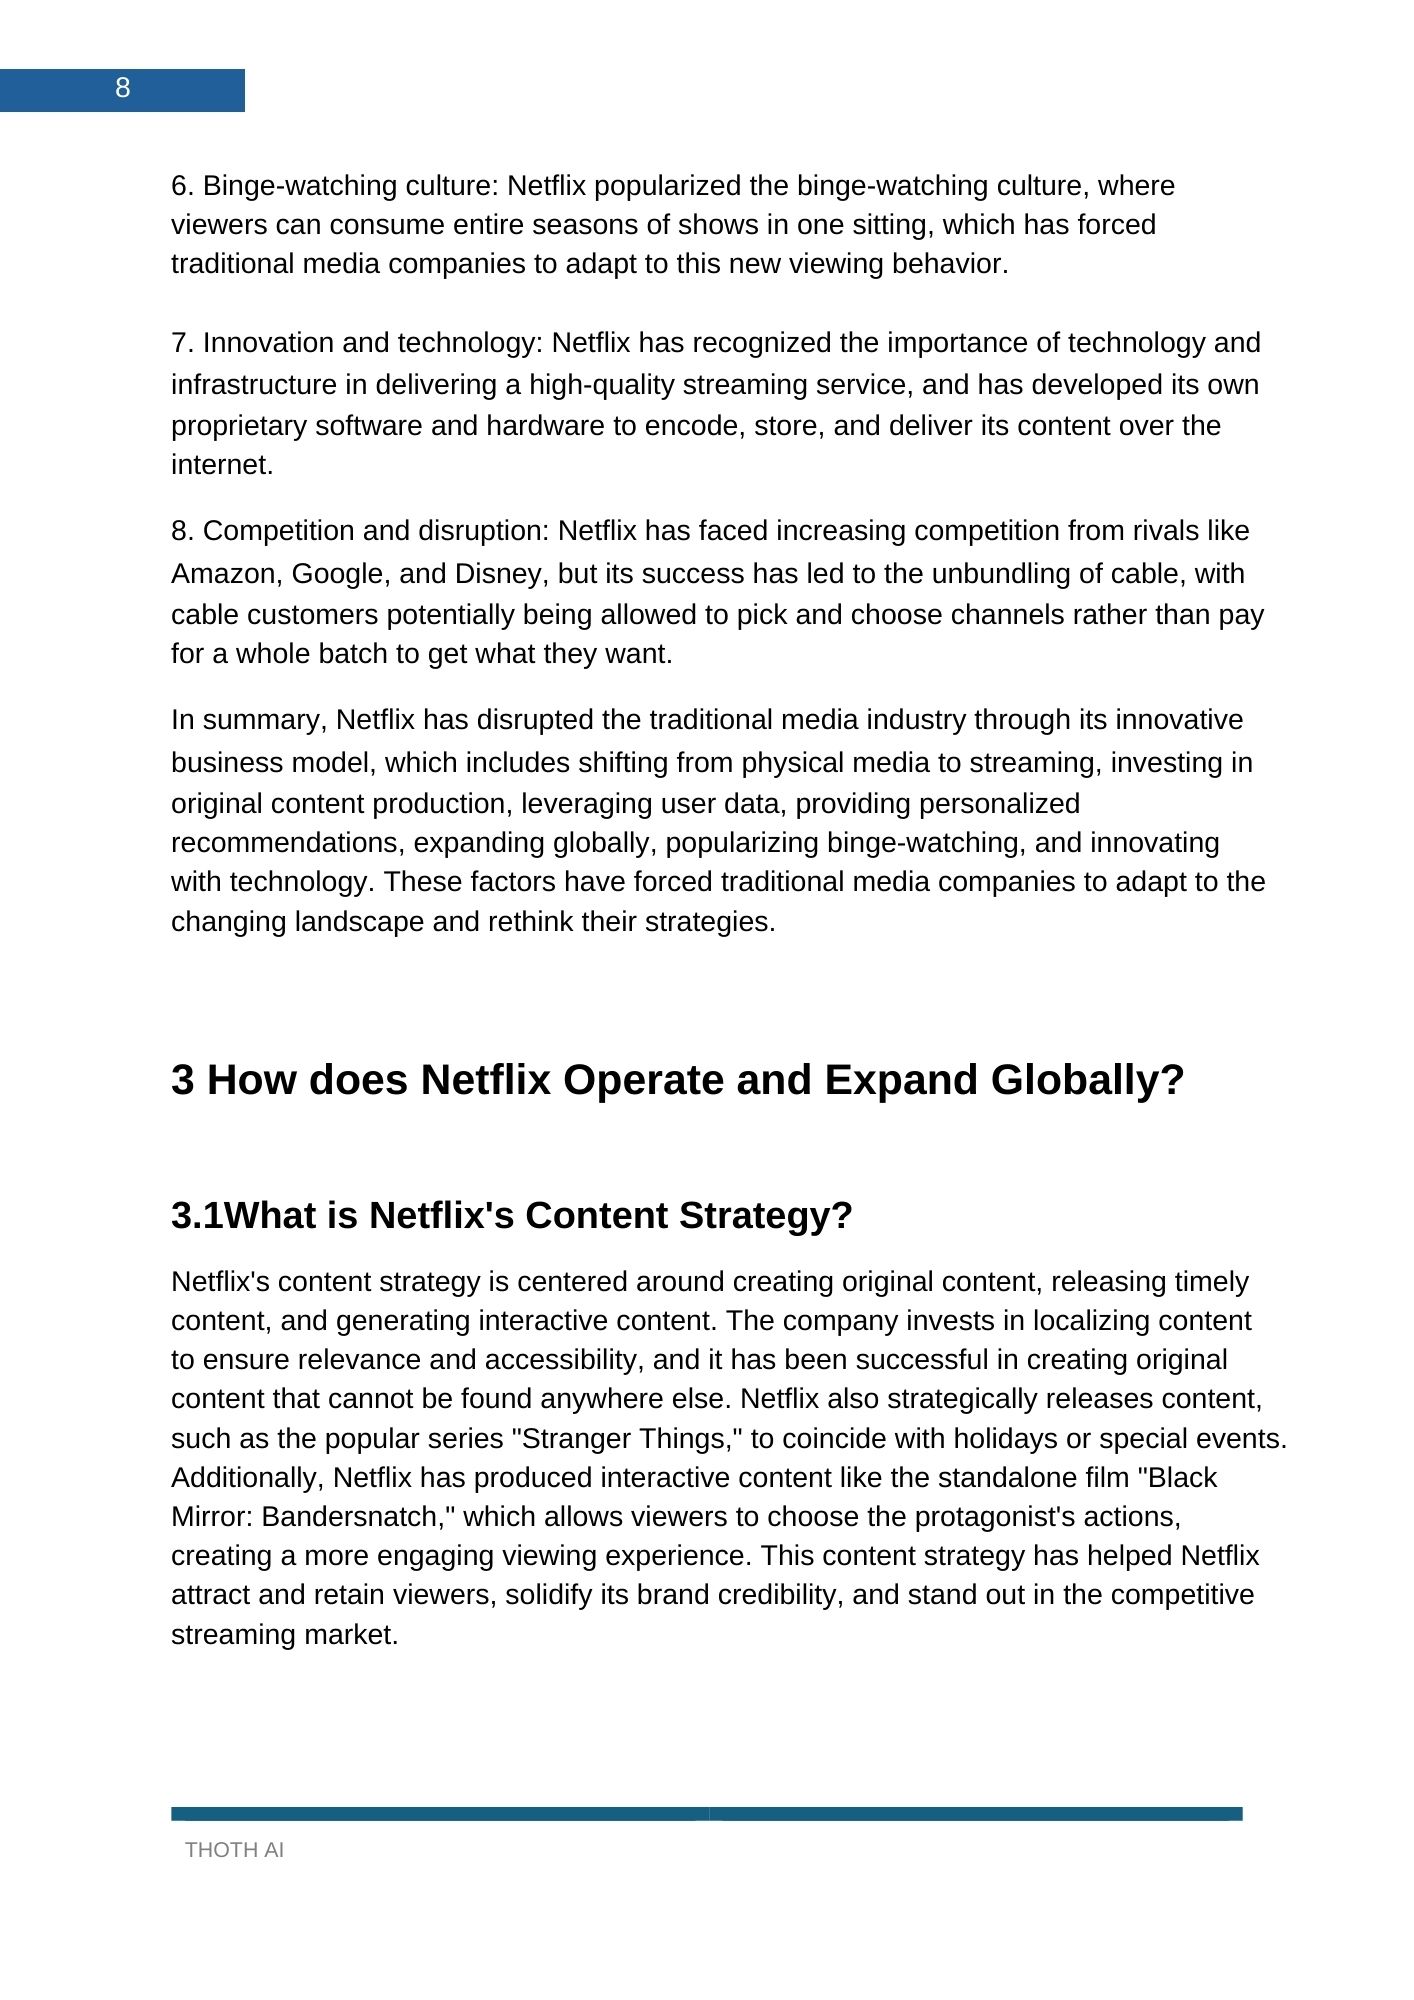 8
6. Binge-watching culture: Netflix popularized the binge-watching culture, where
viewers can consume entire seasons of shows in one sitting, which has forced
traditional media companies to adapt to this new viewing behavior.
7. Innovation and technology: Netflix has recognized the importance of technology and
infrastructure in delivering a high-quality streaming service, and has developed its own
proprietary software and hardware to encode, store, and deliver its content over the
internet.
8. Competition and disruption: Netflix has faced increasing competition from rivals like
Amazon, Google, and Disney, but its success has led to the unbundling of cable, with
cable customers potentially being allowed to pick and choose channels rather than pay
for a whole batch to get what they want.
In summary, Netflix has disrupted the traditional media industry through its innovative
business model, which includes shifting from physical media to streaming, investing in
original content production, leveraging user data, providing personalized
recommendations, expanding globally, popularizing binge-watching, and innovating
with technology. These factors have forced traditional media companies to adapt to the
changing landscape and rethink their strategies.
3 How does Netflix Operate and Expand Globally?
3.1What is Netflix's Content Strategy?
Netflix's content strategy is centered around creating original content, releasing timely
content, and generating interactive content. The company invests in localizing content
to ensure relevance and accessibility, and it has been successful in creating original
content that cannot be found anywhere else. Netflix also strategically releases content,
such as the popular series "Stranger Things," to coincide with holidays or special events.
Additionally, Netflix has produced interactive content like the standalone film "Black
Mirror: Bandersnatch," which allows viewers to choose the protagonist's actions,
creating a more engaging viewing experience. This content strategy has helped Netflix
attract and retain viewers, solidify its brand credibility, and stand out in the competitive
streaming market.
THOTH AI